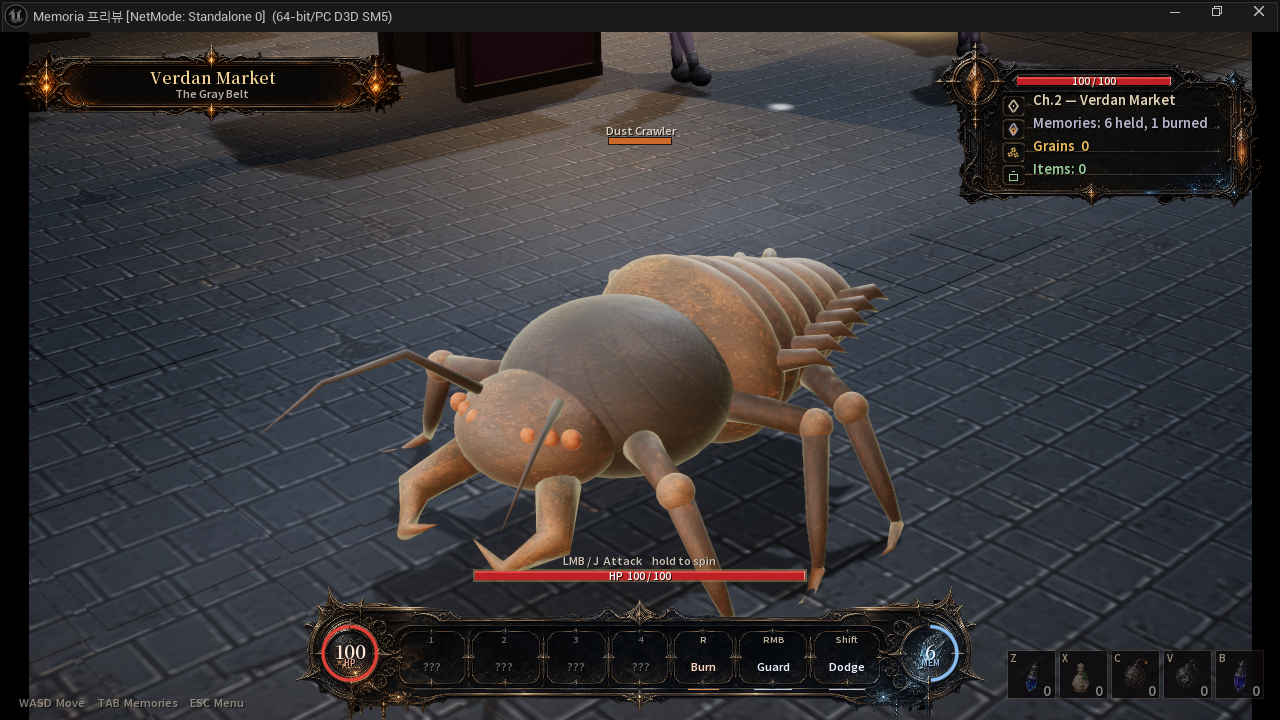 Memoria 프리뷰 [NetMode: Standalone 0] (64-bit/PC D3D SM5)
Verdan Market
The Gray Belt
100 / 100
Ch.2 — Verdan Market
Memories: 6 held, 1 burned
Grains 0
Items: 0
Dust Crawler
LMB / J Attack hold to spin
HP 100 / 100
100
HP
1
???
2
???
3
???
4
???
R
Burn
RMB
Guard
Shift
Dodge
6
MEM
Z
0
X
0
C
0
V
0
B
0
WASD Move TAB Memories ESC Menu